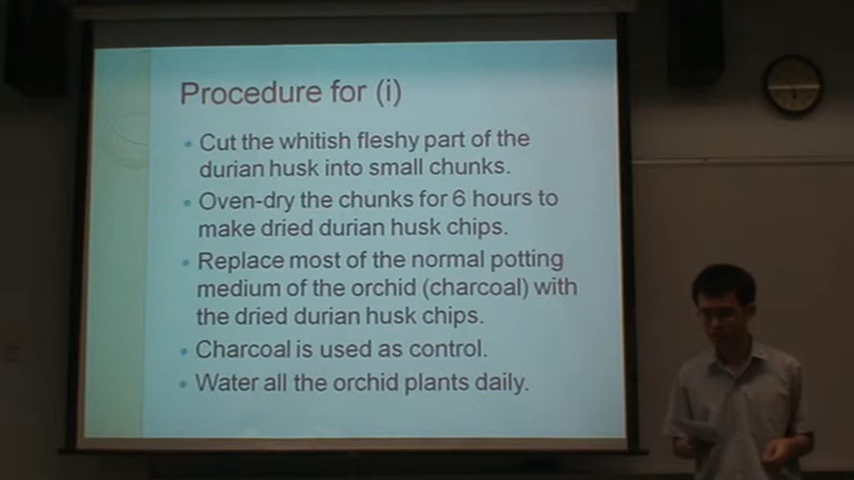 Procedure for (i)
• Cut the whitish fleshy part of the
durian husk into small chunks.
• Oven-dry the chunks for 6 hours to
make dried durian husk chips.
• Replace most of the normal potting
medium of the orchid (charcoal) with
the dried durian husk chips.
• Charcoal is used as control.
• Water all the orchid plants daily.